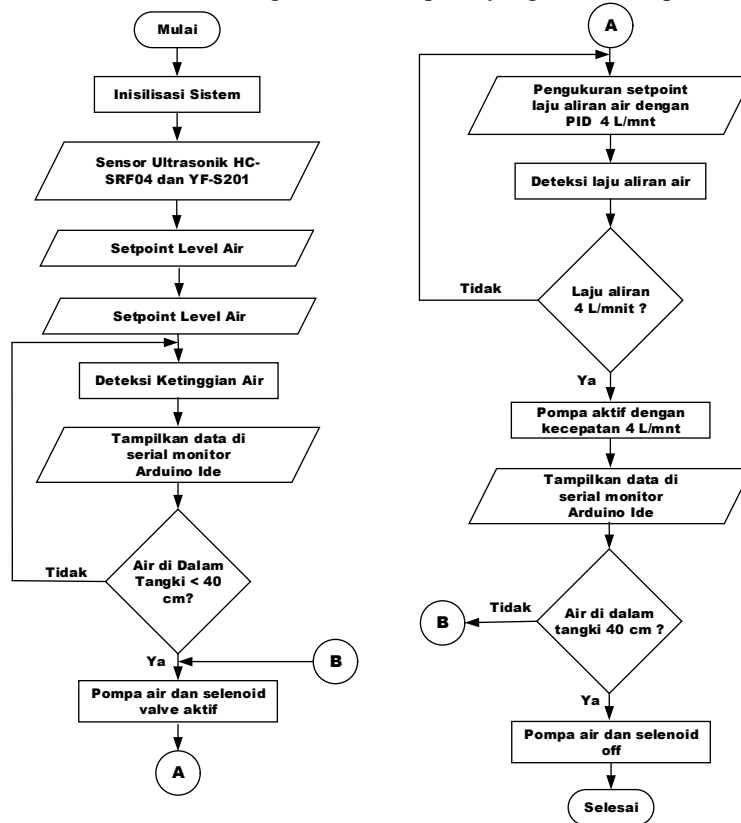 Mulai
Inisilisasi Sistem
Sensor Ultrasonik HC-
SRF04 dan YF-S201
Setpoint Level Air
Setpoint Level Air
Deteksi Ketinggian Air
Tampilkan data di
serial monitor
Arduino Ide
Air di Dalam
Tangki < 40
cm?
Tidak
Ya
B
Pompa air dan selenoid
valve aktif
A
A
Pengukuran setpoint
laju aliran air dengan
PID 4 L/mnt
Deteksi laju aliran air
Laju aliran
4 L/mnit ?
Tidak
Ya
Pompa aktif dengan
kecepatan 4 L/mnt
Tampilkan data di
serial monitor
Arduino Ide
Air di dalam
tangki 40 cm ?
Tidak
B
Ya
Pompa air dan selenoid
off
Selesai